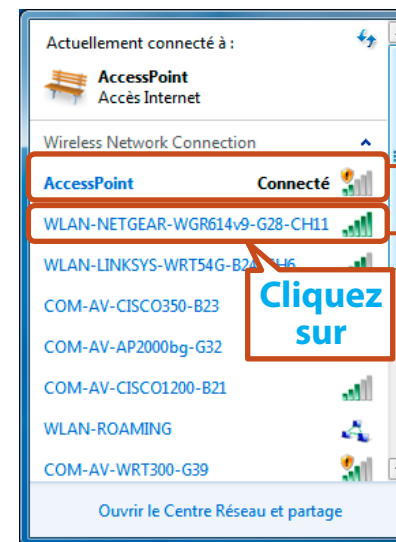 Actuellement connecté à :
AccessPoint
Accès Internet
Wireless Network Connection
AccessPoint Connecté
WLAN-NETGEAR-WGR614v9-G28-CH11
WLAN-LINKSYS-WRT54G-B24-CH6
Cliquez
sur
COM-AV-CISCO350-B23
COM-AV-AP2000bg-G32
COM-AV-CISCO1200-B21
WLAN-ROAMING
COM-AV-WRT300-G39
Ouvrir le Centre Réseau et partage